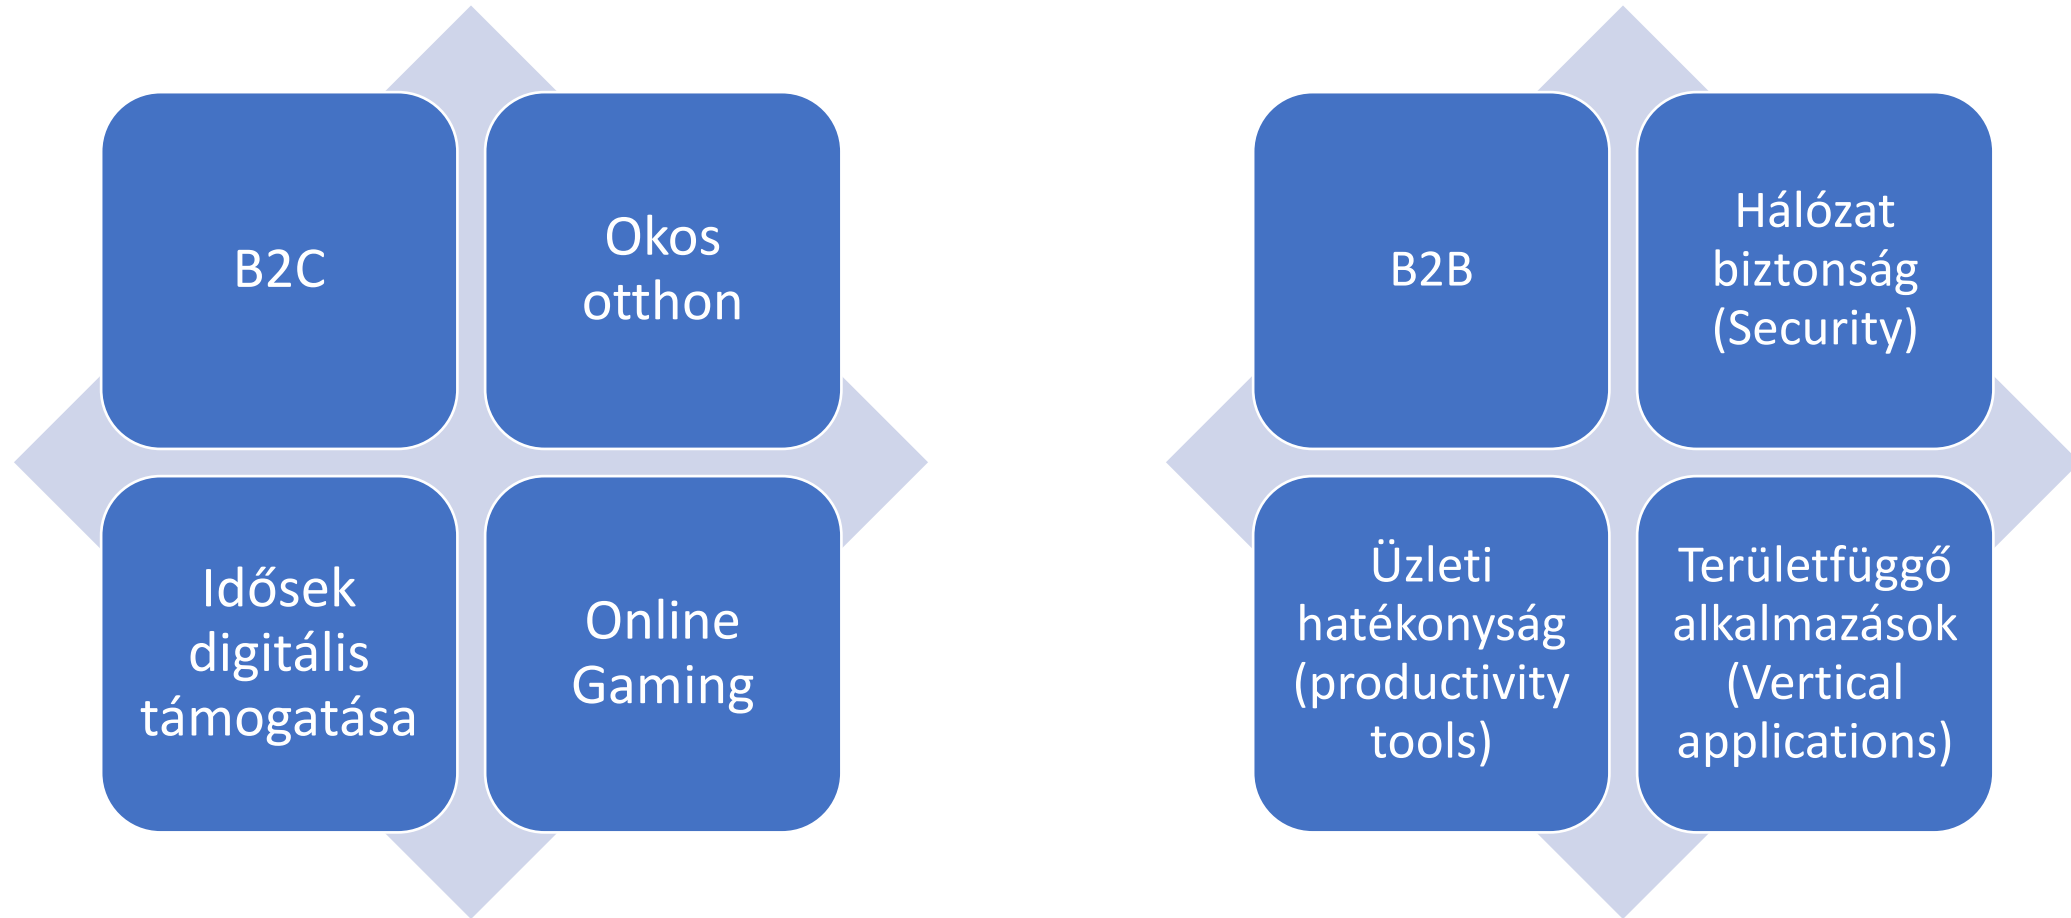 B2C
Okos
otthon
Idősek
digitális
támogatása
Online
Gaming
B2B
Hálózat
biztonság
(Security)
Üzleti
hatékonyság
(productivity
tools)
Területfüggő
alkalmazások
(Vertical
applications)